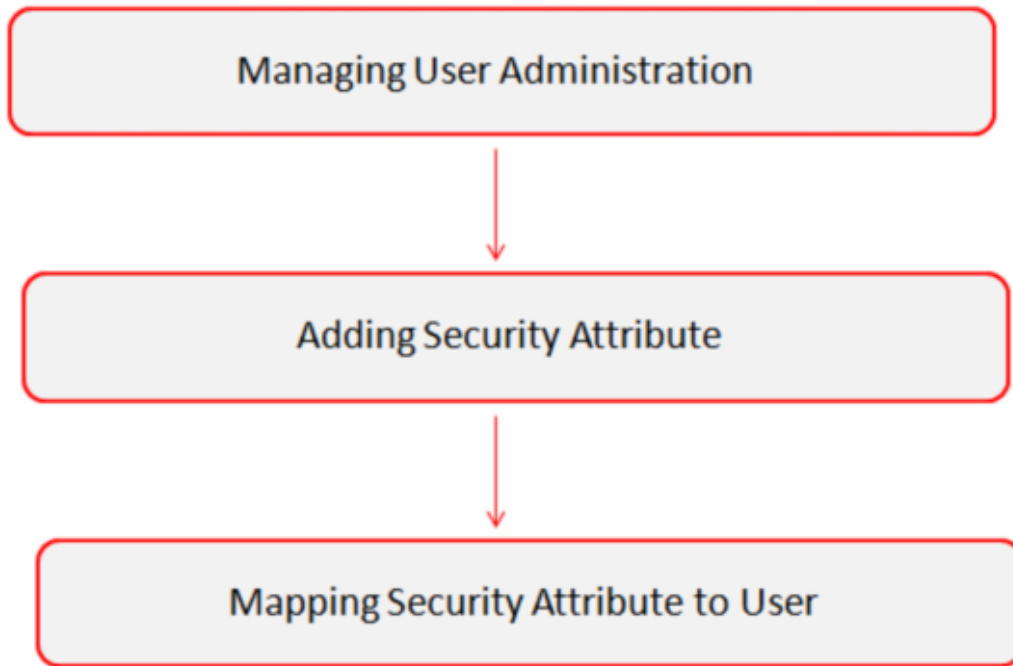 Managing User Administration
Adding Security Attribute
Mapping Security Attribute to User